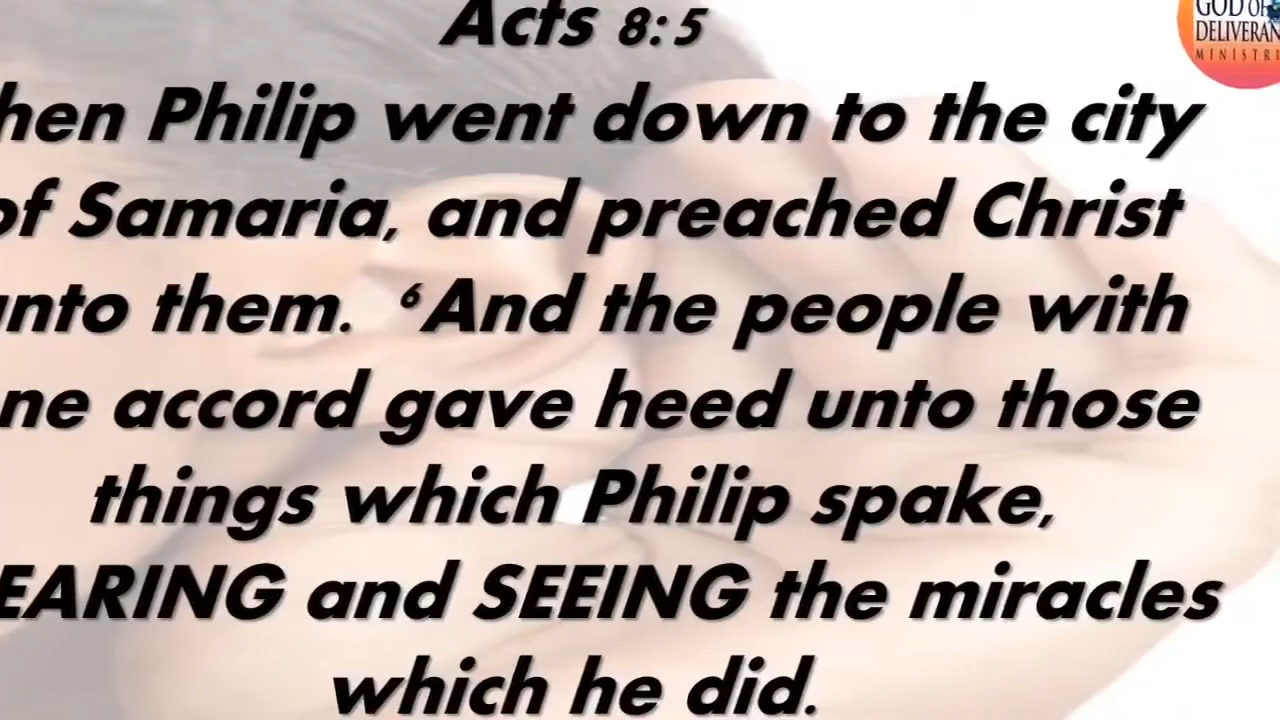 Acts 8:5
hen Philip went down to the city
of Samaria, and preached Christ
nto them. ⁶And the people with
ne accord gave heed unto those
things which Philip spake,
EARING and SEEING the miracles
which he did.
GOD OF
DELIVERAN
MINISTRI